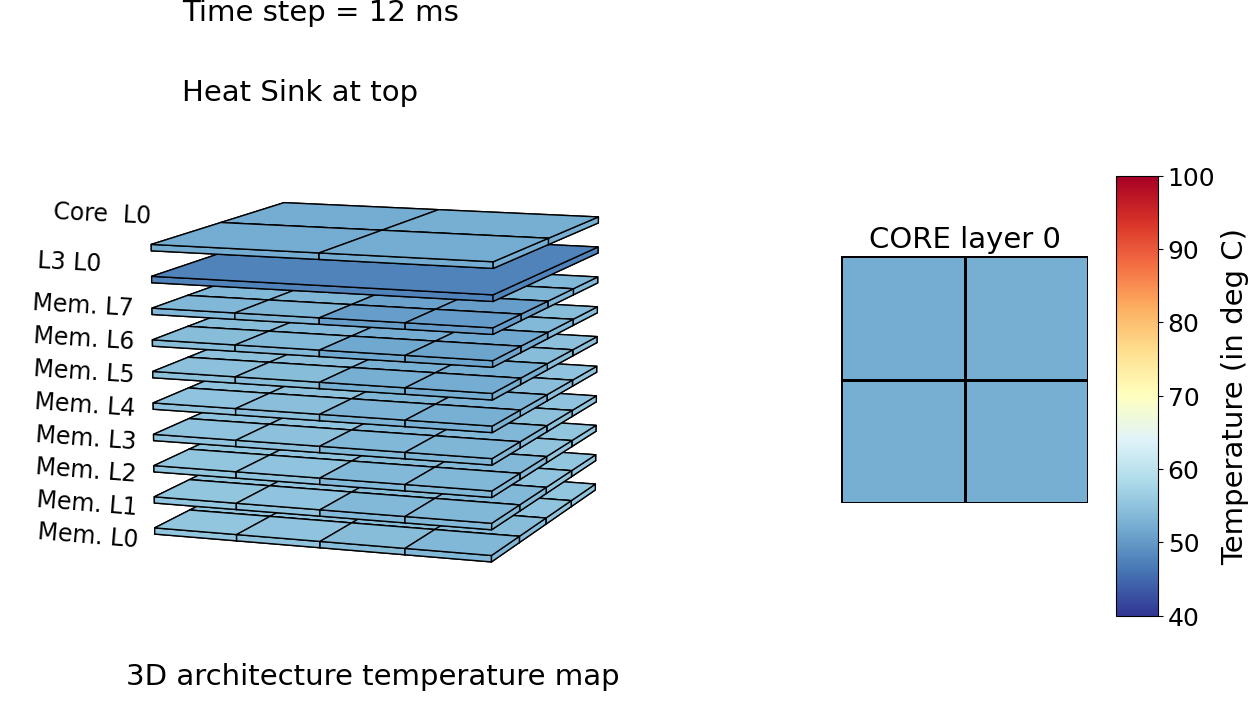 Time step = 12 ms
Heat Sink at top
Core L0
L3 L0
Mem. L7
Mem. L6
Mem. L5
Mem. L4
Mem. L3
Mem. L2
Mem. L1
Mem. L0
3D architecture temperature map
CORE layer 0
100
90
80
70
60
50
40
Temperature (in deg C)